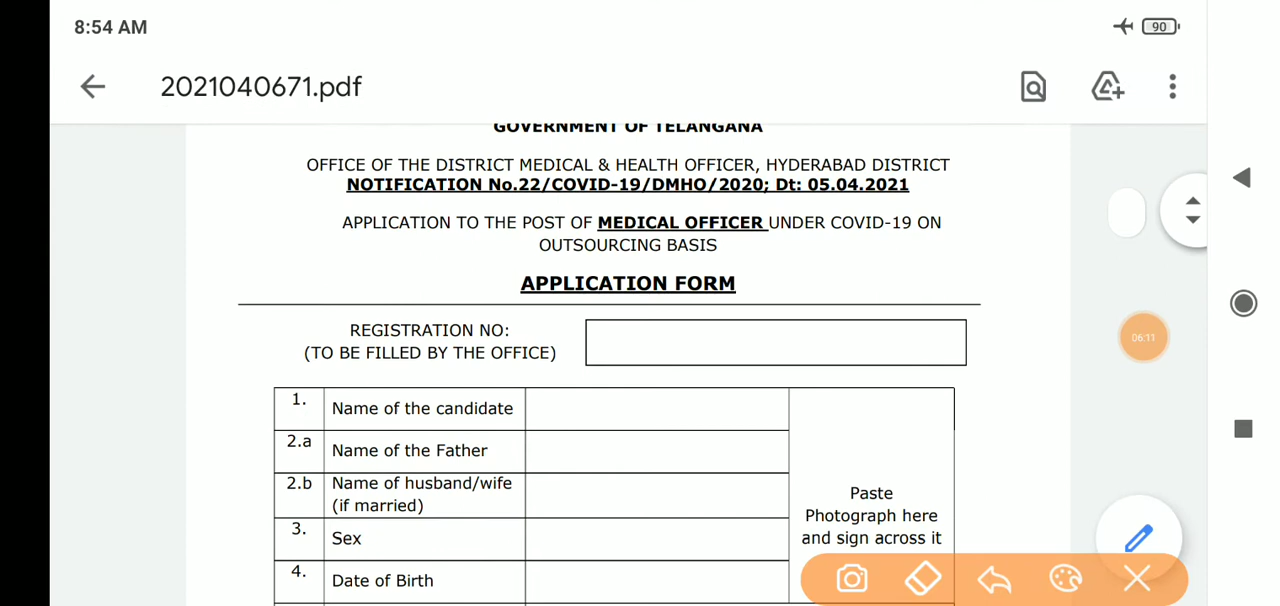 8:54 AM
90
2021040671.pdf
GOVERNMENT OF TELANGANA
OFFICE OF THE DISTRICT MEDICAL & HEALTH OFFICER, HYDERABAD DISTRICT
NOTIFICATION No.22/COVID-19/DMHO/2020; Dt: 05.04.2021
APPLICATION TO THE POST OF MEDICAL OFFICER UNDER COVID-19 ON
OUTSOURCING BASIS
APPLICATION FORM
REGISTRATION NO:
(TO BE FILLED BY THE OFFICE)
06:11
1. Name of the candidate
2.a Name of the Father
2.b Name of husband/wife
(if married)
3. Sex
4. Date of Birth
Paste
Photograph here
and sign across it